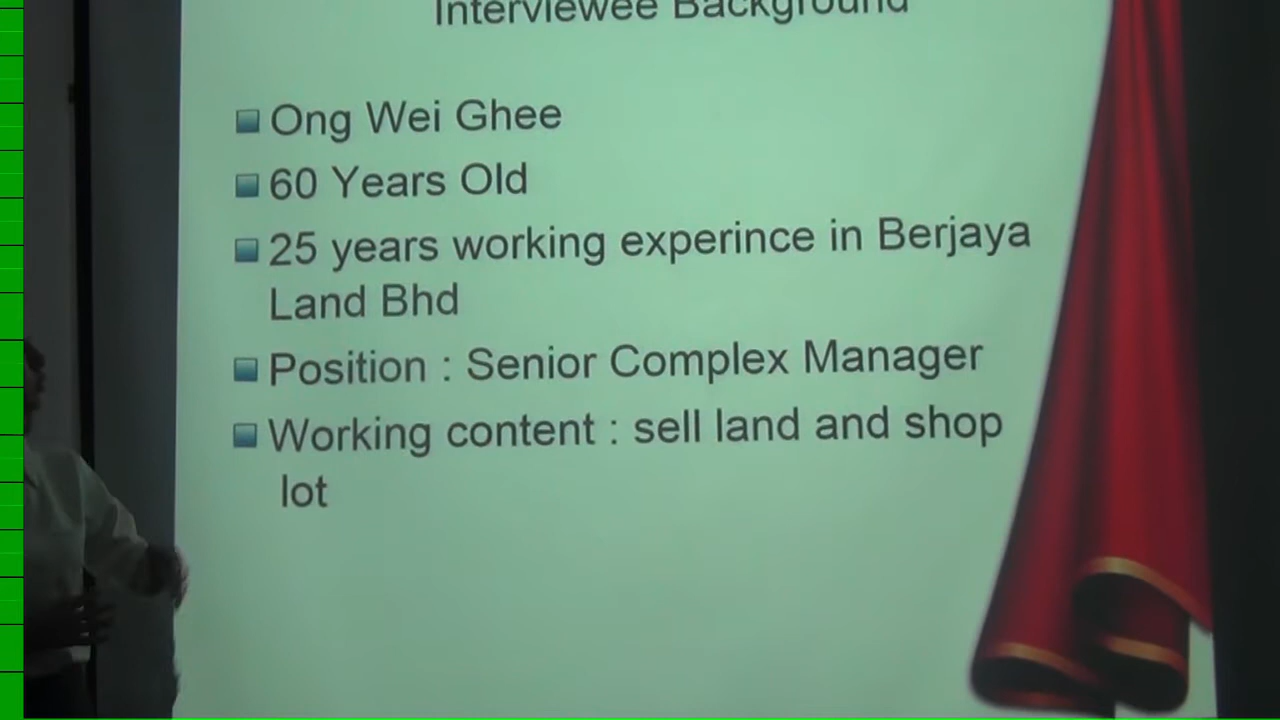 Interviewee Background
Ong Wei Ghee
60 Years Old
25 years working experince in Berjaya
Land Bhd
Position : Senior Complex Manager
Working content : sell land and shop
lot